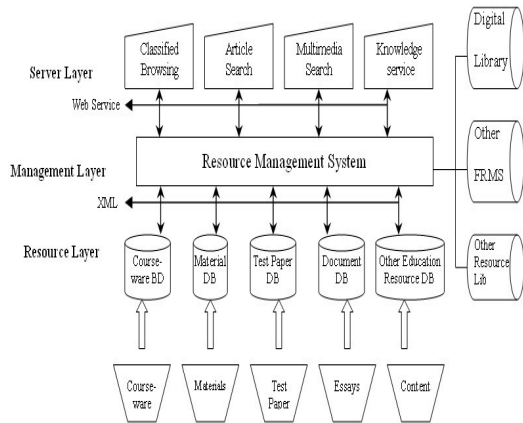 Classified
Browsing
Article
Search
Multimedia
Search
Knowledge
service
Digital
Library
Server Layer
Web Service
Other
FRMS
Resource Management System
Management Layer
XML
Resource Layer
Course-
ware BD
Material
DB
Test Paper
DB
Document
DB
Other Education
Resource DB
Other
Resource
Lib
Course-
ware
Materials
Test
Paper
Essays
Content